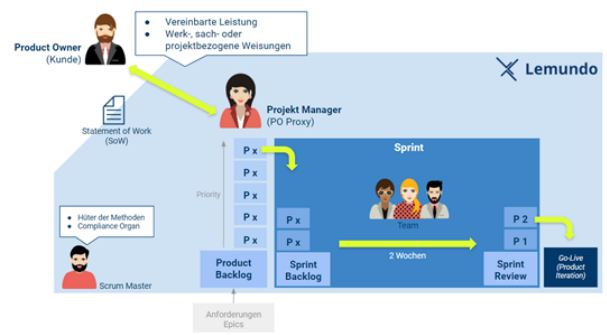 Vereinbarte Leistung
Werk-, sach- oder
projektbezogene Weisungen
Product Owner
(Kunde)
Lemundo
Projekt Manager
(PO Proxy)
Statement of Work
(SoW)
Sprint
P x
Priority
P x
P x
P x
P x
Hüter der Methoden
Compliance Organ
Scrum Master
Product
Backlog
P x
P x
Sprint
Backlog
Team
2 Wochen
P 2
P 1
Sprint
Review
Go-Live
(Product
Iteration)
Anforderungen
Epics